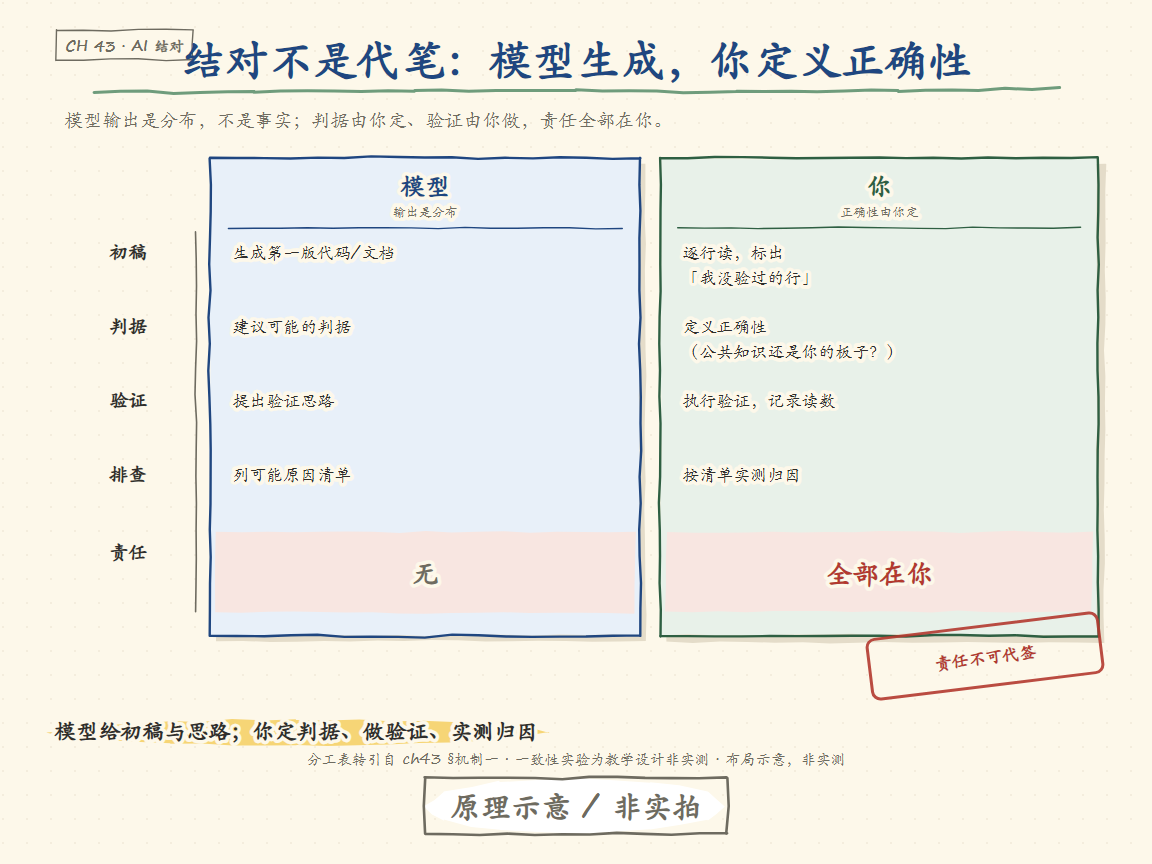 CH 43 · AI 结对
结对不是代笔：模型生成，你定义正确性
模型输出是分布，不是事实；判据由你定、验证由你做，责任全部在你。
模型
输出是分布
你
正确性由你定
初稿
生成第一版代码/文档
逐行读，标出
「我没验过的行」
判据
建议可能的判据
定义正确性
（公共知识还是你的板子？）
验证
提出验证思路
执行验证，记录读数
排查
列可能原因清单
按清单实测归因
责任
无
全部在你
责任不可代签
模型给初稿与思路；你定判据、做验证、实测归因
分工表转引自 ch43 §机制一 · 一致性实验为教学设计非实测 · 布局示意，非实测
原理示意 / 非实拍